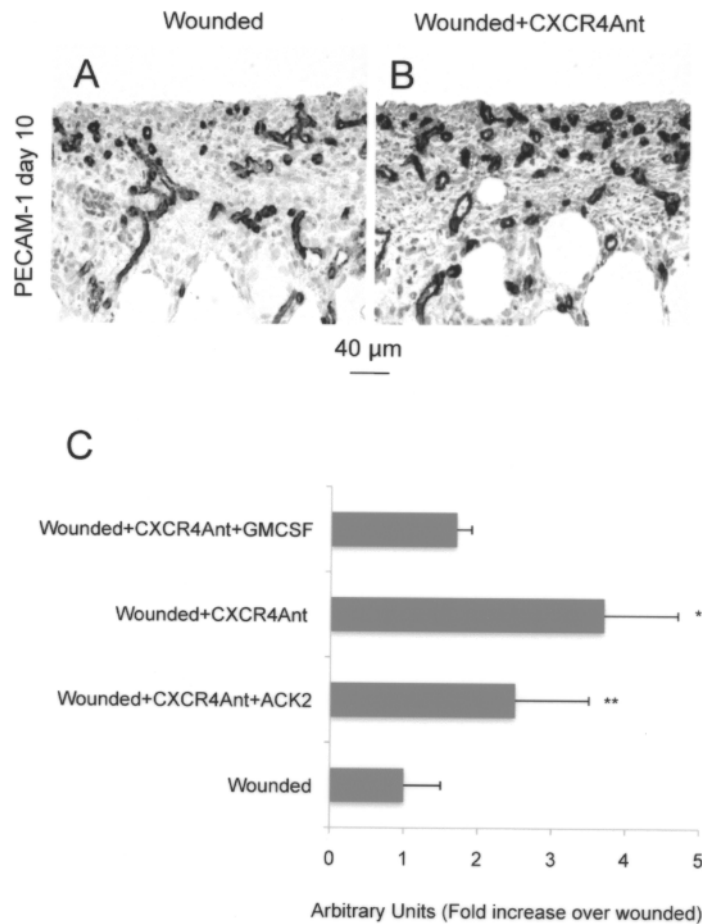 Wounded
Wounded+CXCR4Ant
A
B
PECAM-1 day 10
40 μm
C
Wounded+CXCR4Ant+GMCSF
Wounded+CXCR4Ant
*
Wounded+CXCR4Ant+ACK2
**
Wounded
0 1 2 3 4 5
Arbitrary Units (Fold increase over wounded)